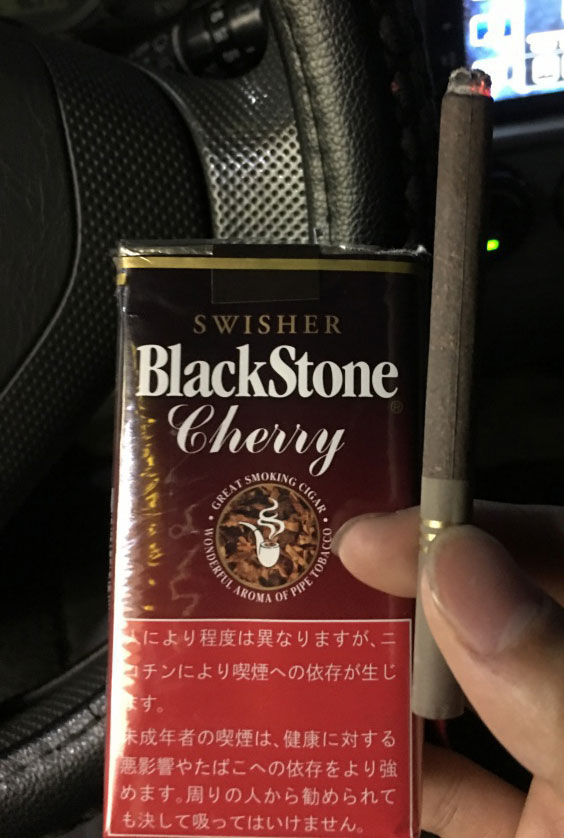 SWISHER
BlackStone
®
Cherry
• GREAT SMOKING CIGAR •
WONDERFUL AROMA OF PIPE TOBACCO
人により程度は異なりますが、ニ
コチンにより喫煙への依存が生じ
ます。
未成年者の喫煙は、健康に対する
悪影響やたばこへの依存をより強
めます。周りの人から勧められて
も決して吸ってはいけません。